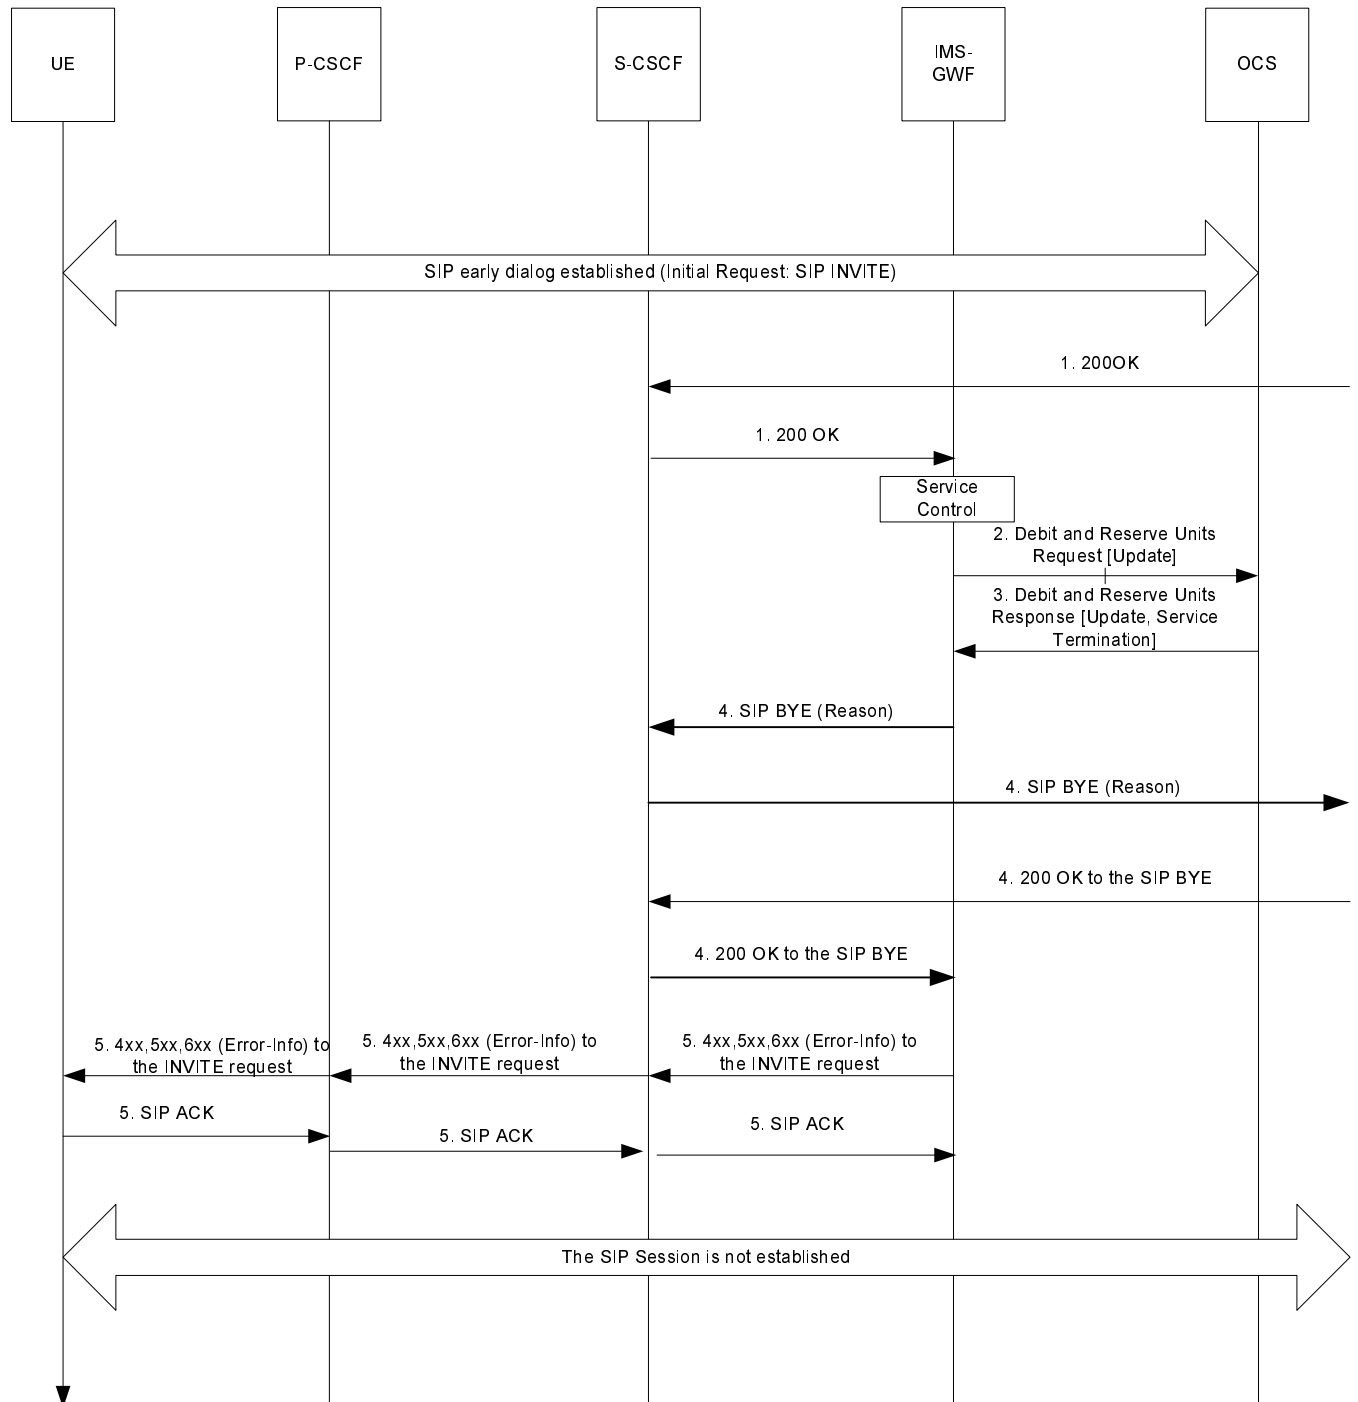 UE
P-CSCF
S-CSCF
IMS-
GWF
OCS
SIP early dialog established (Initial Request: SIP INVITE)
1. 200OK
1. 200 OK
Service
Control
2. Debit and Reserve Units
Request [Update]
3. Debit and Reserve Units
Response [Update, Service
Termination]
4. SIP BYE (Reason)
4. SIP BYE (Reason)
4. 200 OK to the SIP BYE
4. 200 OK to the SIP BYE
5. 4xx,5xx,6xx (Error-Info) to
the INVITE request
5. 4xx,5xx,6xx (Error-Info) to
the INVITE request
5. 4xx,5xx,6xx (Error-Info) to
the INVITE request
5. SIP ACK
5. SIP ACK
5. SIP ACK
The SIP Session is not established